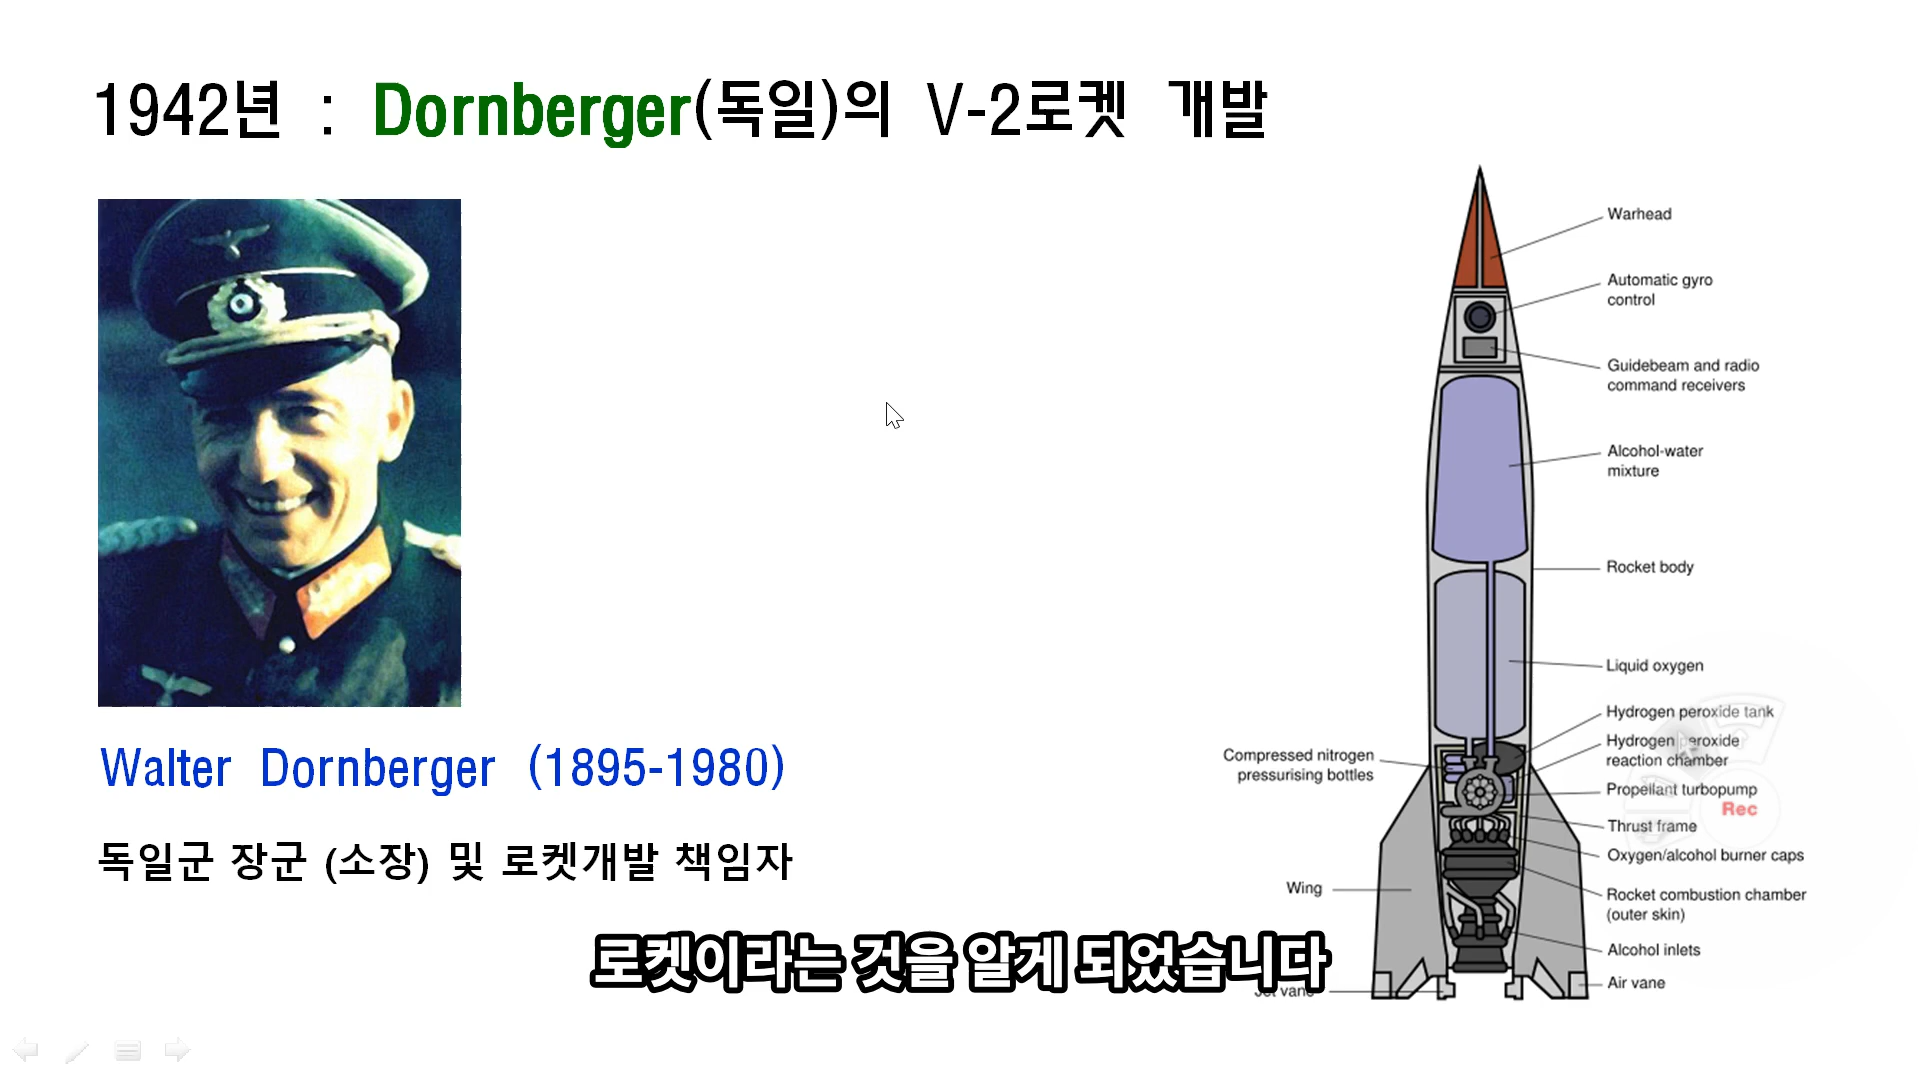 1942년 : Dornberger(독일)의 V-2로켓 개발
Warhead
Automatic gyro
control
Guidebeam and radio
command receivers
Alcohol-water
mixture
Rocket body
Liquid oxygen
Hydrogen peroxide tank
Hydrogen peroxide
reaction chamber
Compressed nitrogen
pressurising bottles
Propellant turbopump
Rec
Thrust frame
Oxygen/alcohol burner caps
Wing
Rocket combustion chamber
(outer skin)
Alcohol inlets
Air vane
Jet vane
Walter Dornberger (1895-1980)
독일군 장군 (소장) 및 로켓개발 책임자
로켓이라는 것을 알게 되었습니다